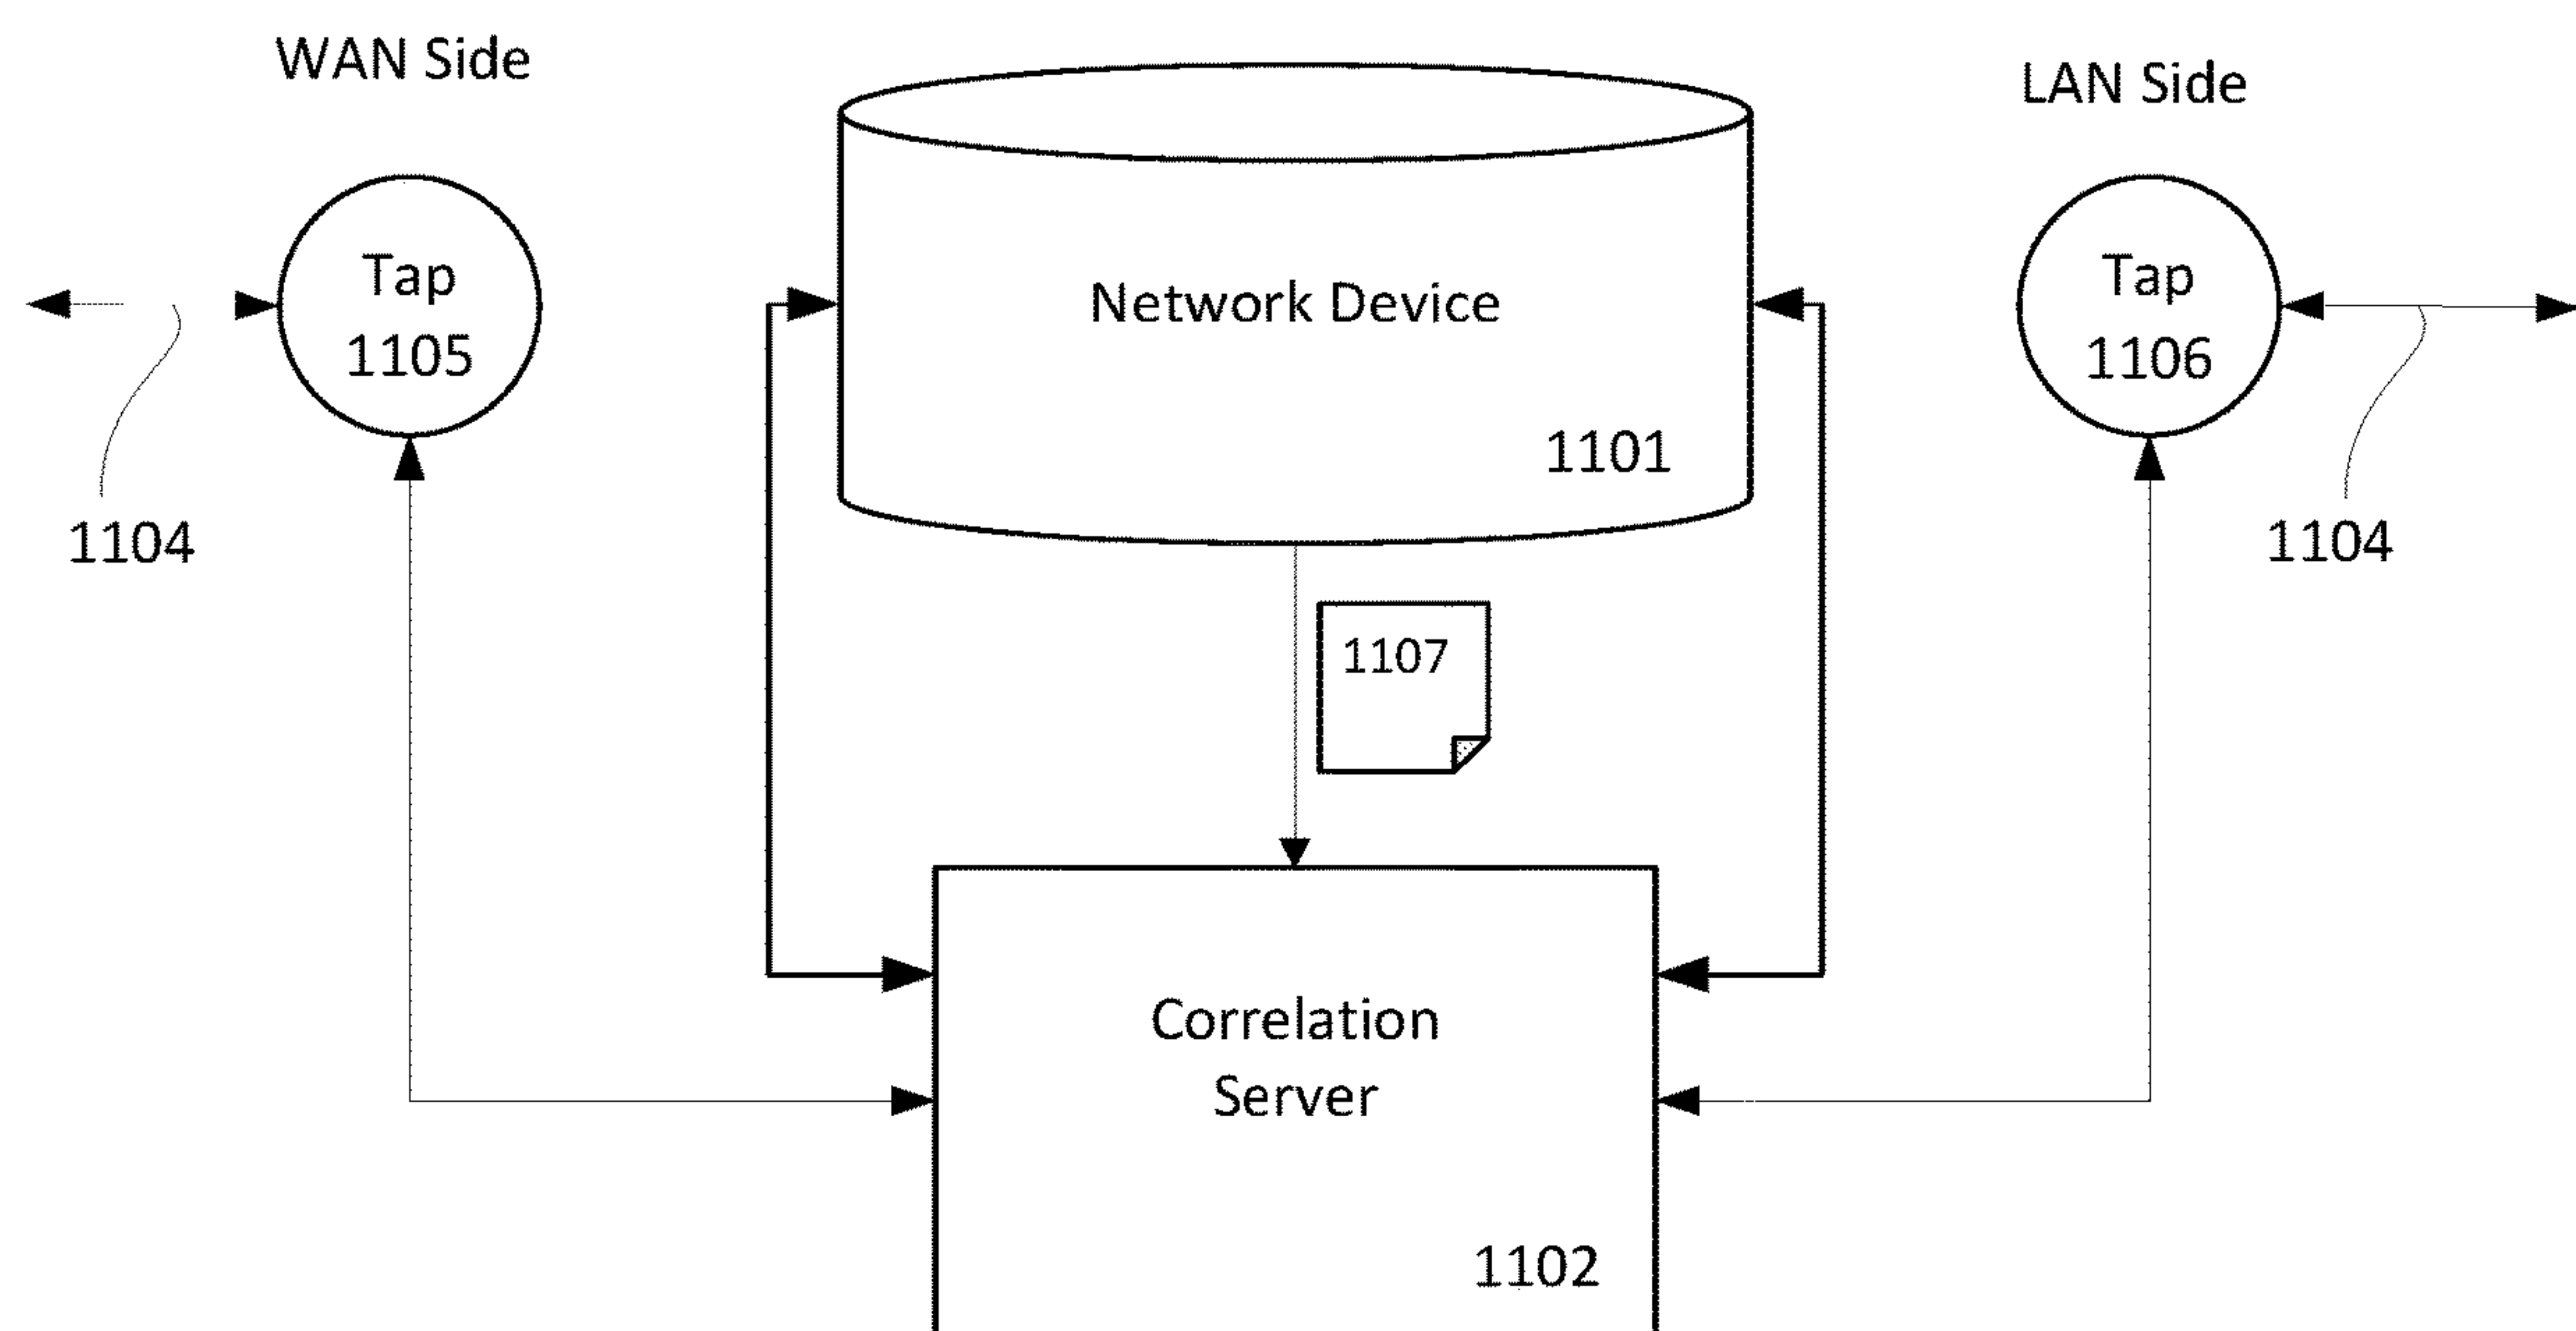 WAN Side
LAN Side
Tap
1105
Network Device
Tap
1106
1101
1104
1104
1107
Correlation
Server
1102